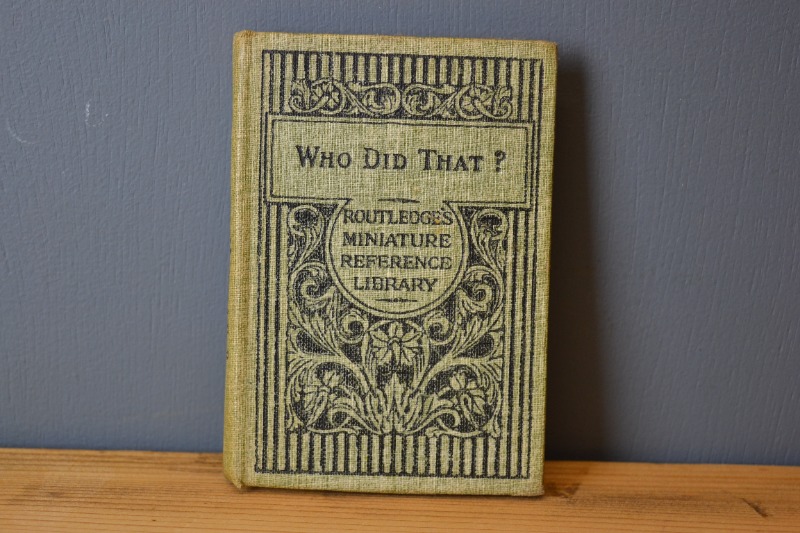 Who Did That ?
ROUTLEDGE'S
MINIATURE
REFERENCE
LIBRARY